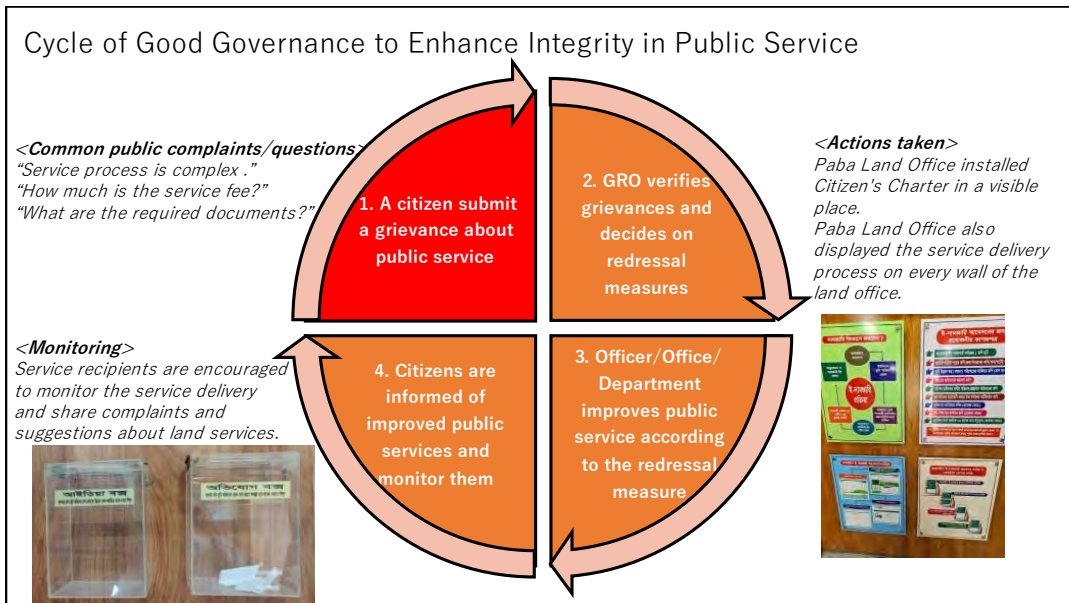 Cycle of Good Governance to Enhance Integrity in Public Service
<Common public complaints/questions>
“Service process is complex .”
“How much is the service fee?”
“What are the required documents?”
1. A citizen submit
a grievance about
public service
2. GRO verifies
grievances and
decides on
redressal
measures
<Actions taken>
Paba Land Office installed
Citizen's Charter in a visible
place.
Paba Land Office also
displayed the service delivery
process on every wall of the
land office.
<Monitoring>
Service recipients are encouraged
to monitor the service delivery
and share complaints and
suggestions about land services.
4. Citizens are
informed of
improved public
services and
monitor them
3. Officer/Office/
Department
improves public
service according
to the redressal
measure
আইডিয়া বক্স
অভিযোগ বক্স